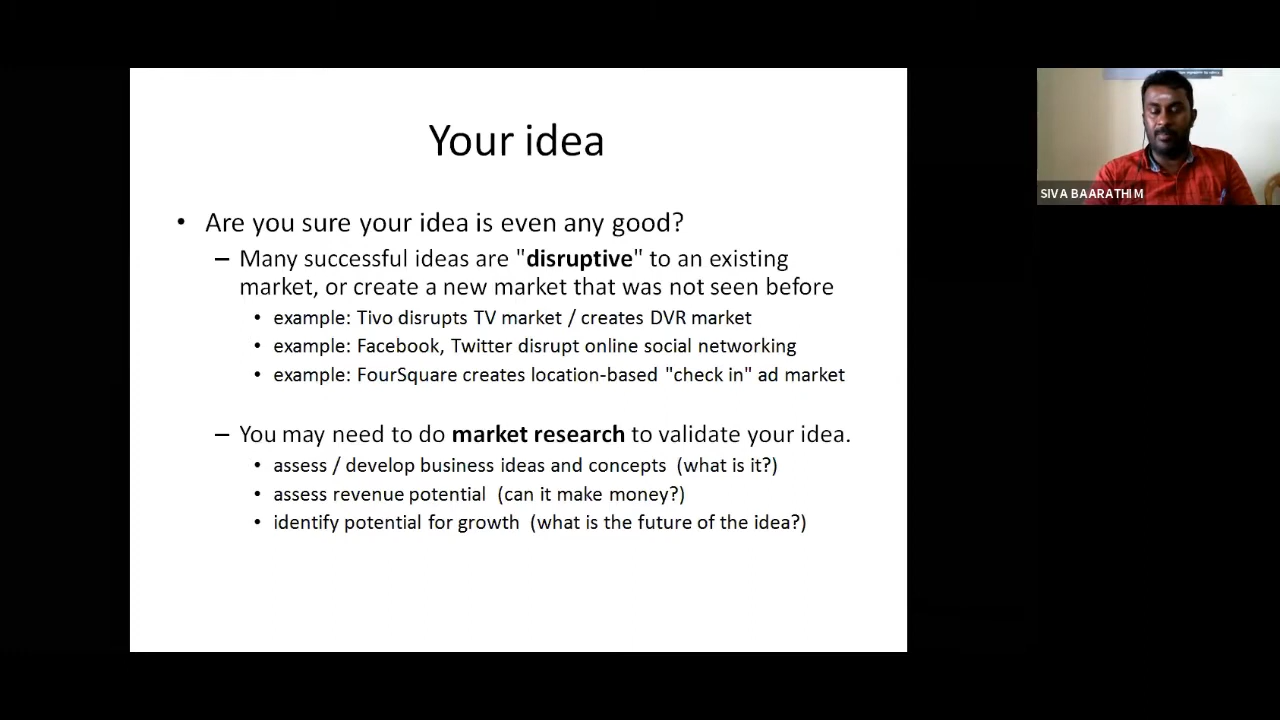 Your idea
• Are you sure your idea is even any good?
– Many successful ideas are "disruptive" to an existing
market, or create a new market that was not seen before
• example: Tivo disrupts TV market / creates DVR market
• example: Facebook, Twitter disrupt online social networking
• example: FourSquare creates location-based "check in" ad market
– You may need to do market research to validate your idea.
• assess / develop business ideas and concepts (what is it?)
• assess revenue potential (can it make money?)
• identify potential for growth (what is the future of the idea?)
SIVA BAARATHI M